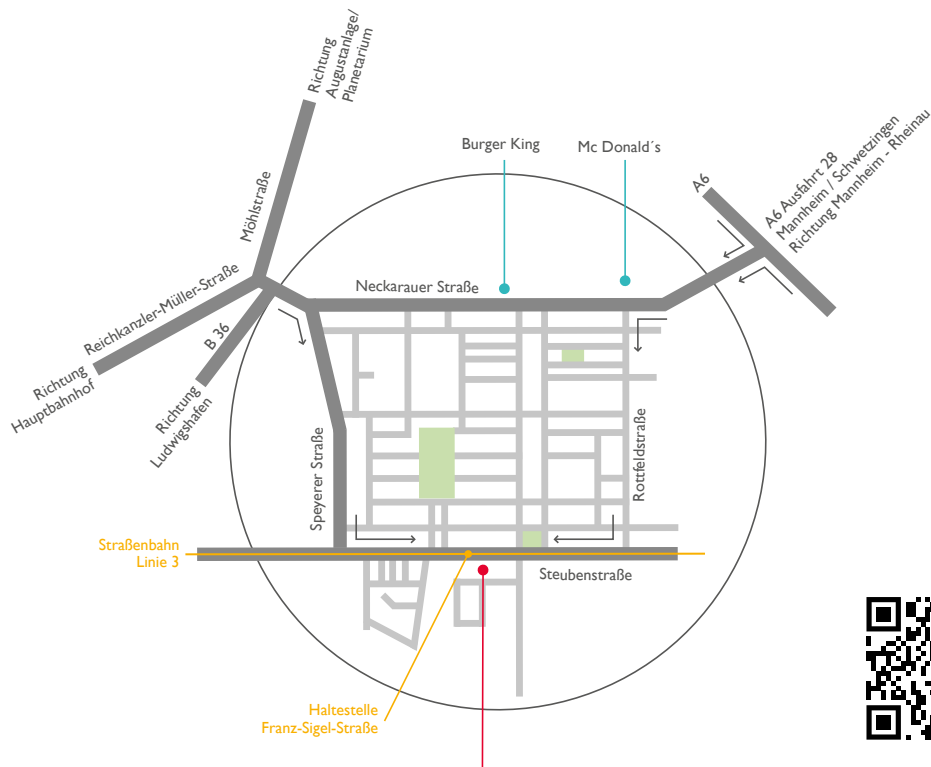 Richtung
Augustanlage/
Planetarium
Möhlstraße
Reichkanzler-Müller-Straße
B 36
Richtung
Hauptbahnhof
Richtung
Ludwigshafen
Burger King
Mc Donald´s
A6
A6 Ausfahrt 28
Mannheim / Schwetzingen
Richtung Mannheim - Rheinau
Neckarauer Straße
Speyerer Straße
Rottfeldstraße
Straßenbahn
Linie 3
Steubenstraße
Haltestelle
Franz-Sigel-Straße